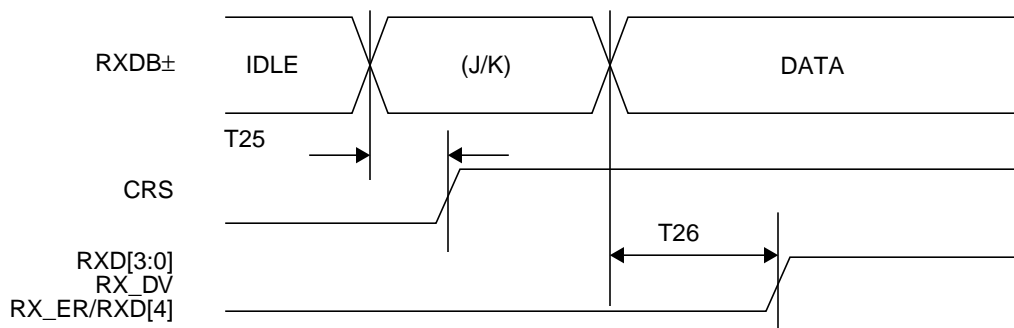 RXDB± IDLE (J/K) DATA
T25
CRS
T26
RXD[3:0]
RX_DV
RX_ER/RXD[4]